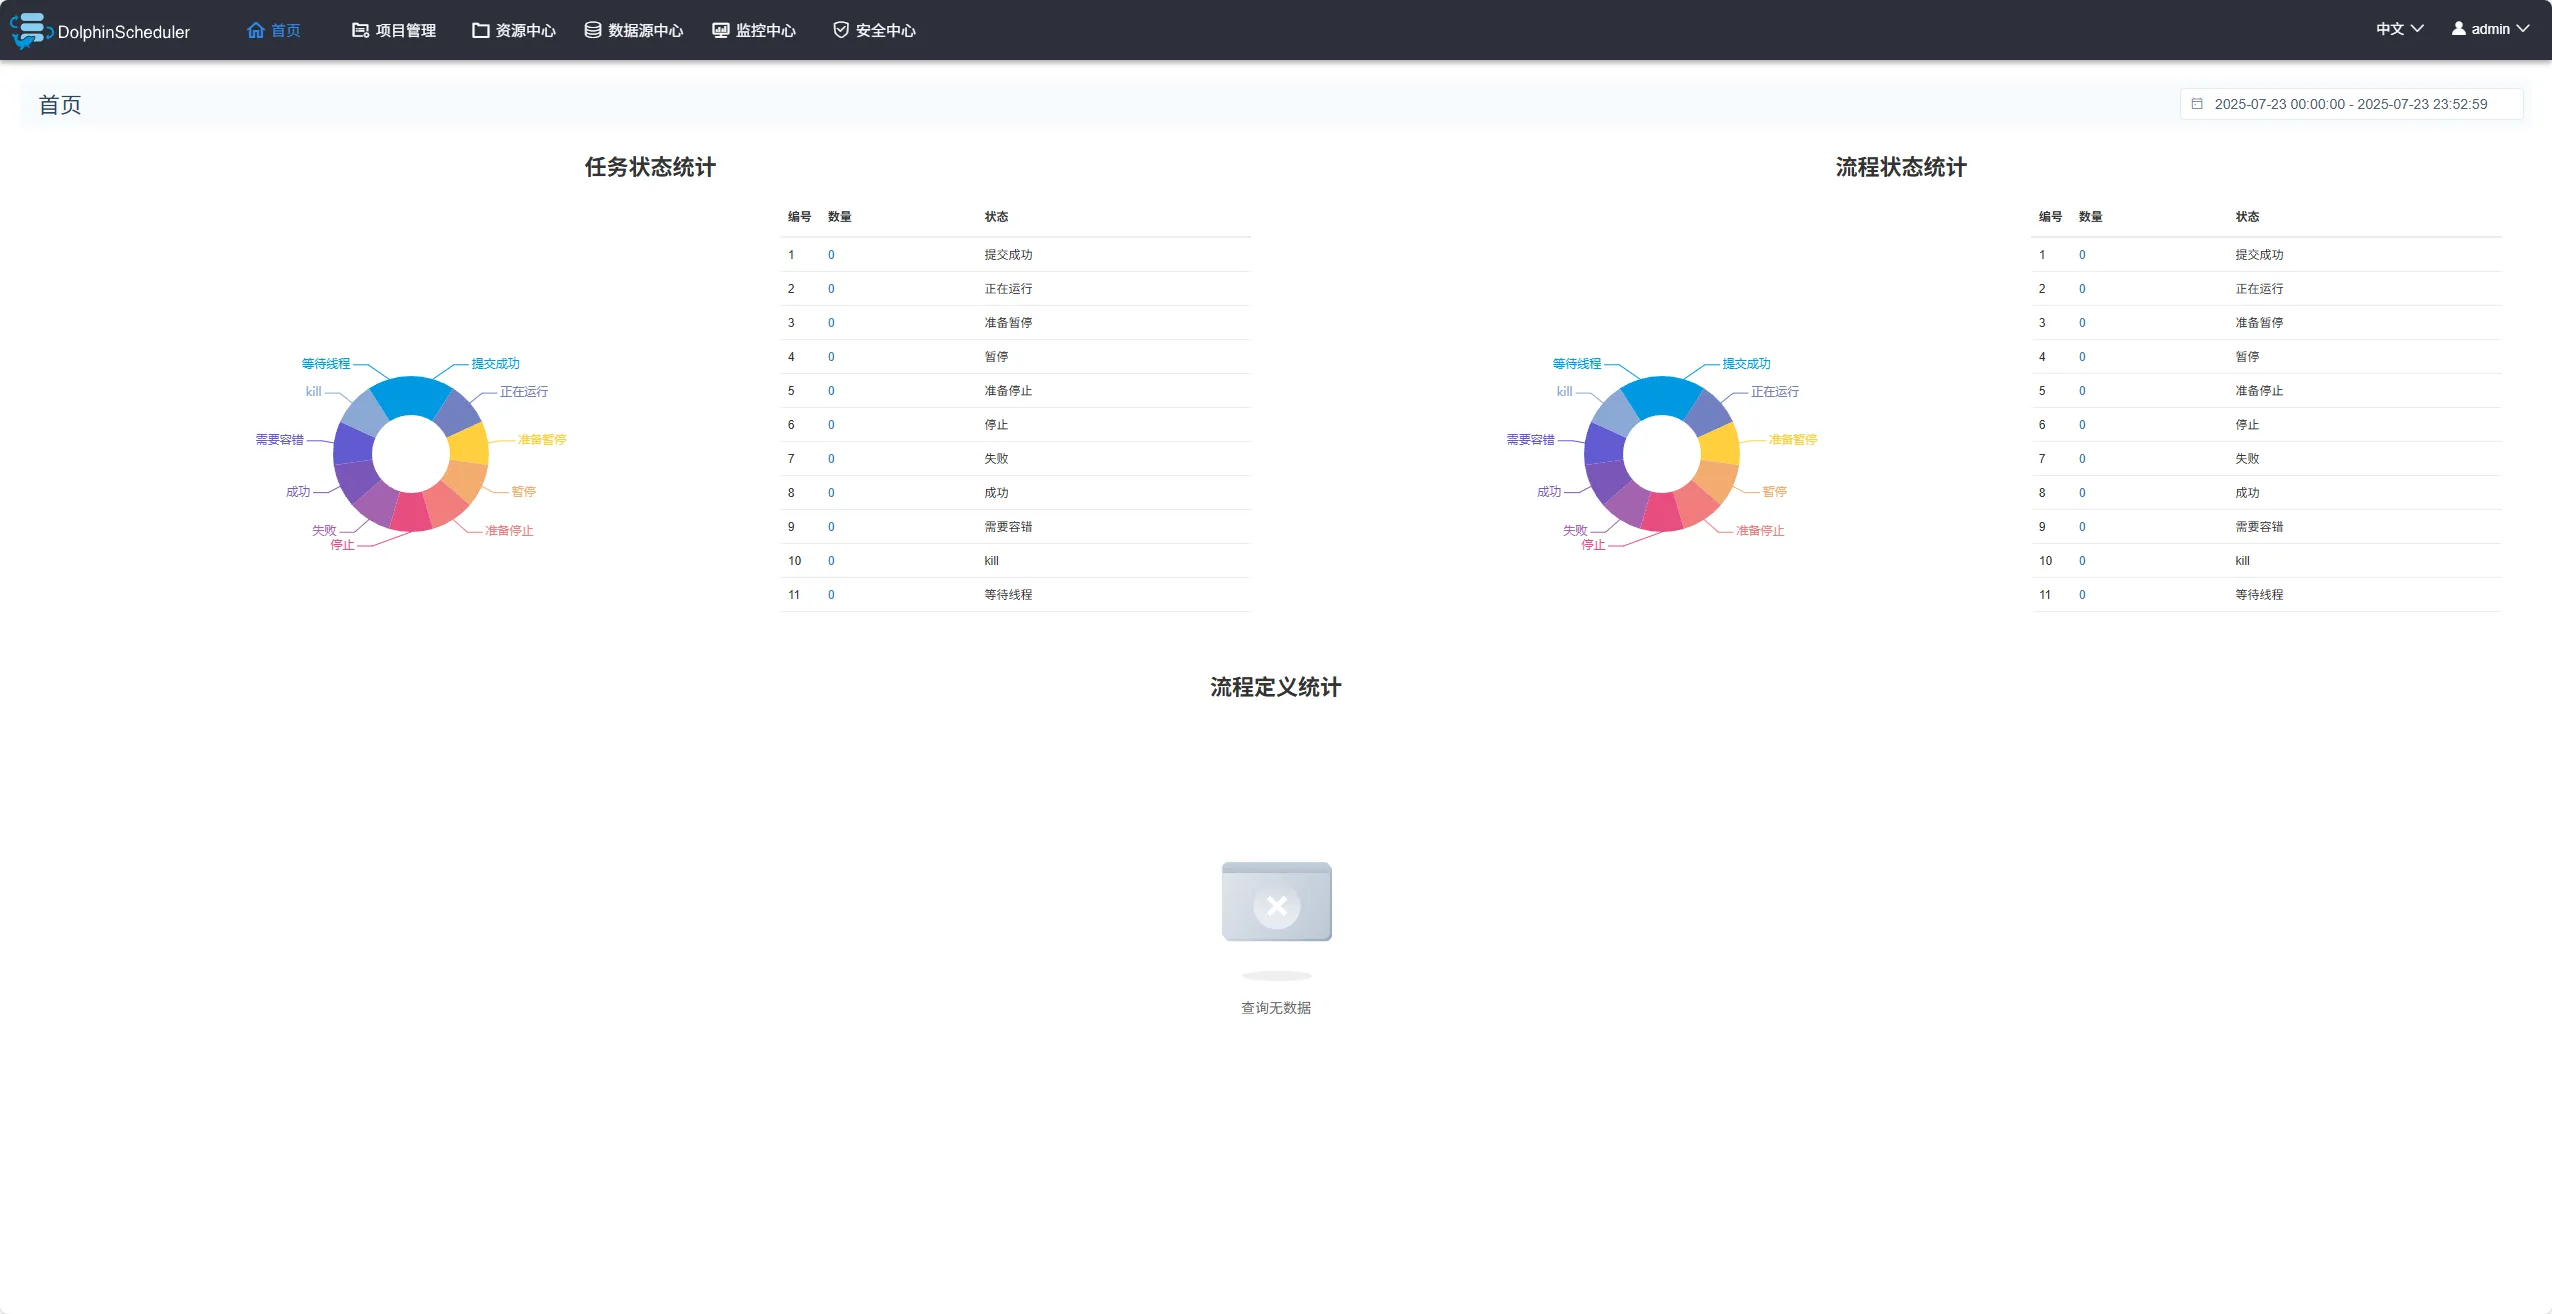 DolphinScheduler 首页 项目管理 资源中心 数据源中心 监控中心 安全中心 中文 admin
首页 2025-07-23 00:00:00 - 2025-07-23 23:52:59
任务状态统计
等待线程 提交成功
kill 正在运行
需要容错 准备暂停
成功 暂停
失败 准备停止
停止
编号 数量 状态
1 0 提交成功
2 0 正在运行
3 0 准备暂停
4 0 暂停
5 0 准备停止
6 0 停止
7 0 失败
8 0 成功
9 0 需要容错
10 0 kill
11 0 等待线程
流程状态统计
等待线程 提交成功
kill 正在运行
需要容错 准备暂停
成功 暂停
失败 准备停止
停止
编号 数量 状态
1 0 提交成功
2 0 正在运行
3 0 准备暂停
4 0 暂停
5 0 准备停止
6 0 停止
7 0 失败
8 0 成功
9 0 需要容错
10 0 kill
11 0 等待线程
流程定义统计
查询无数据